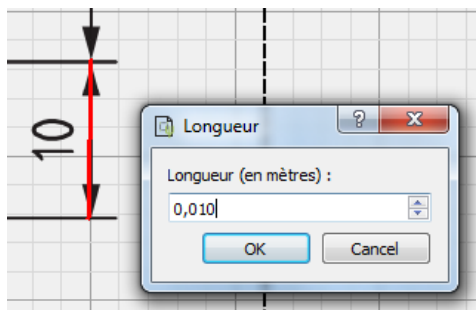 10
Longueur
?
X
Longueur (en mètres) :
0,010
OK
Cancel